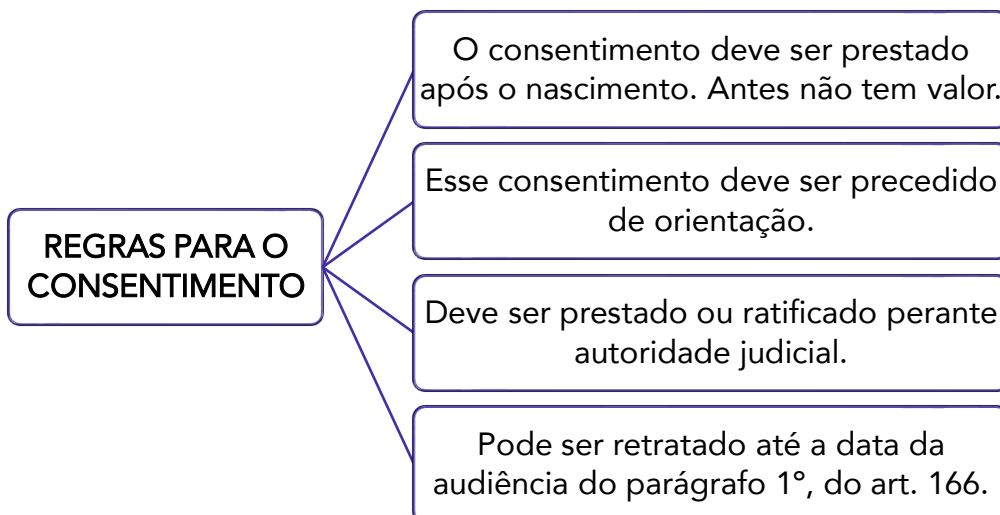 REGRAS PARA O
CONSENTIMENTO
O consentimento deve ser prestado
após o nascimento. Antes não tem valor.
Esse consentimento deve ser precedido
de orientação.
Deve ser prestado ou ratificado perante
autoridade judicial.
Pode ser retratado até a data da
audiência do parágrafo 1º, do art. 166.